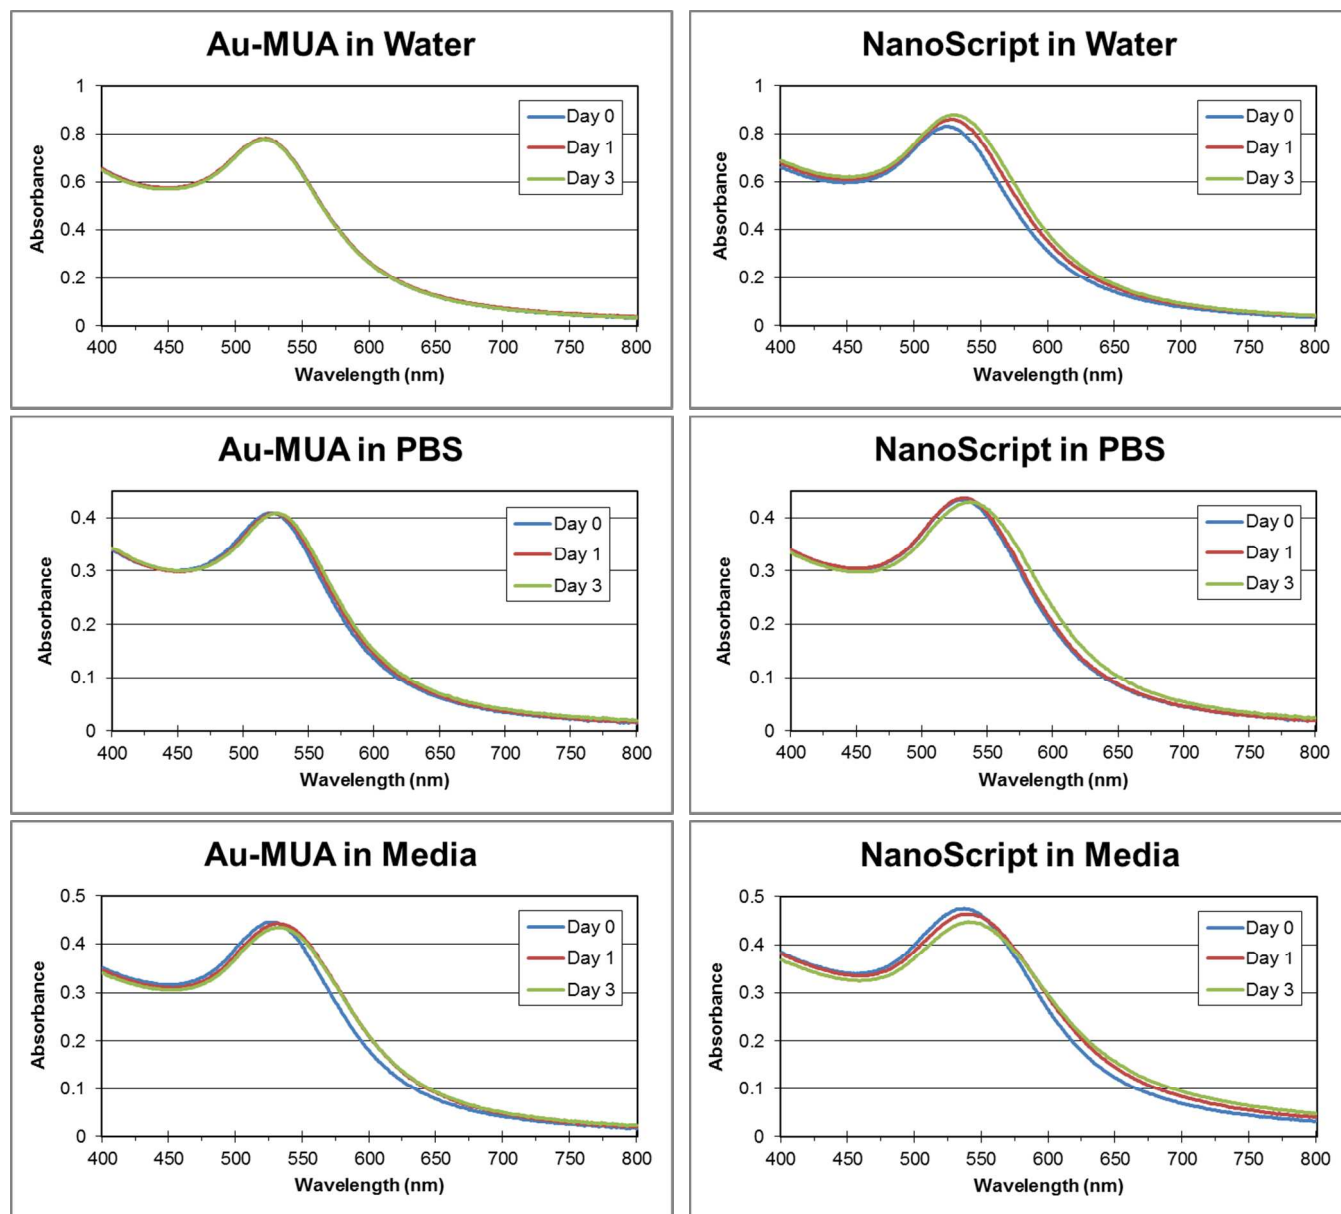 Au-MUA in Water
Absorbance
1
0.8
0.6
0.4
0.2
0
400 450 500 550 600 650 700 750 800
Wavelength (nm)
Day 0
Day 1
Day 3
NanoScript in Water
Absorbance
1
0.8
0.6
0.4
0.2
0
400 450 500 550 600 650 700 750 800
Wavelength (nm)
Day 0
Day 1
Day 3
Au-MUA in PBS
Absorbance
0.4
0.3
0.2
0.1
0
400 450 500 550 600 650 700 750 800
Wavelength (nm)
Day 0
Day 1
Day 3
NanoScript in PBS
Absorbance
0.4
0.3
0.2
0.1
0
400 450 500 550 600 650 700 750 800
Wavelength (nm)
Day 0
Day 1
Day 3
Au-MUA in Media
Absorbance
0.5
0.4
0.3
0.2
0.1
0
400 450 500 550 600 650 700 750 800
Wavelength (nm)
Day 0
Day 1
Day 3
NanoScript in Media
Absorbance
0.5
0.4
0.3
0.2
0.1
0
400 450 500 550 600 650 700 750 800
Wavelength (nm)
Day 0
Day 1
Day 3